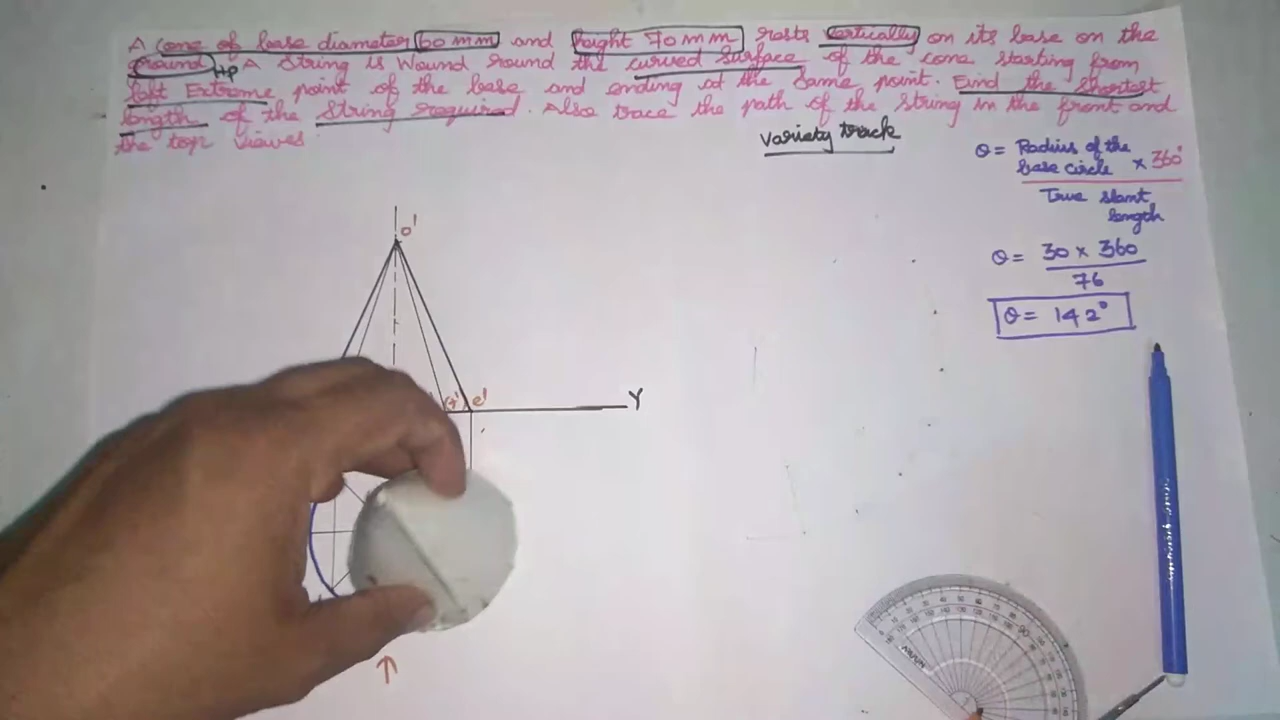 A cone of base diameter 60 mm and height 70 mm rests vertically on its base on the
ground HP A string is wound round the curved surface of the cone starting from
left Extreme point of the base and ending at the same point. Find the shortest
length of the string required. Also trace the path of the string in the front and
the top views
variety track
θ = Radius of the base circle × 360°
True slant length
θ = 30 × 360
76
θ = 142°
o'
e'
Y